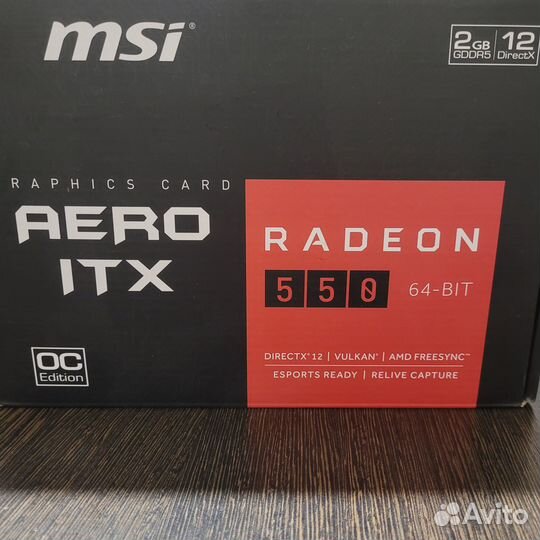 msi
2GB GDDR5
12 DirectX
RAPHICS CARD
AERO
ITX
OC
Edition
RADEON
550 64-BIT
DIRECTX® 12 | VULKAN® | AMD FREESYNC™
ESPORTS READY | RELIVE CAPTURE
Avito